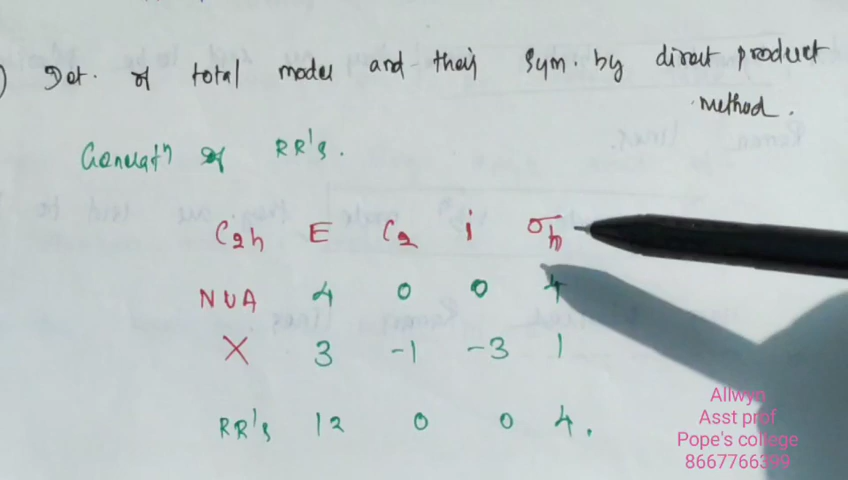 ) Det. of total modes and their sym. by direct product
method.
Generatn of RR's.
C2h E C2 i σh
NUA 4 0 0 4
X 3 -1 -3 1
RR's 12 0 0 4.
Allwyn
Asst prof
Pope's college
8667766399